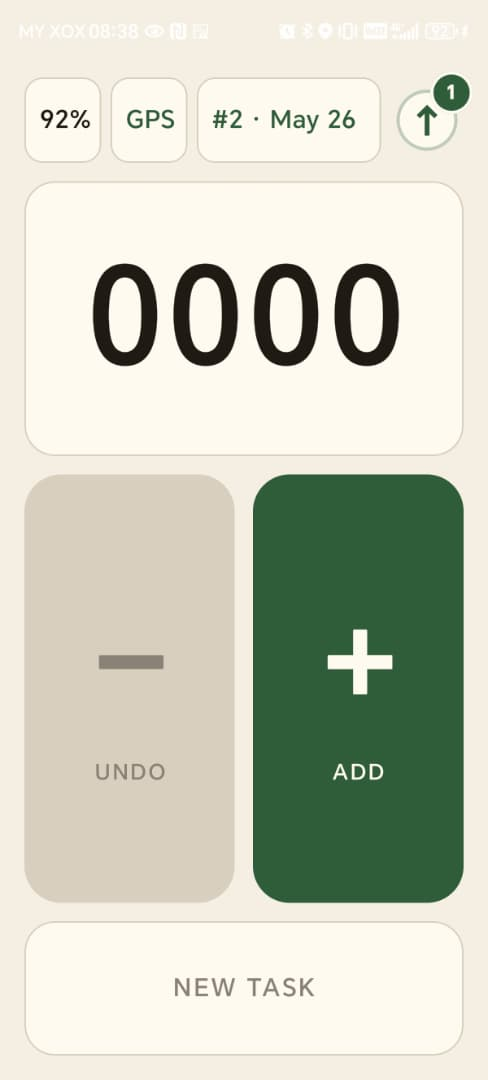 MY XOX 08:38 92
92% GPS #2 · May 26 1
0000
UNDO ADD
NEW TASK